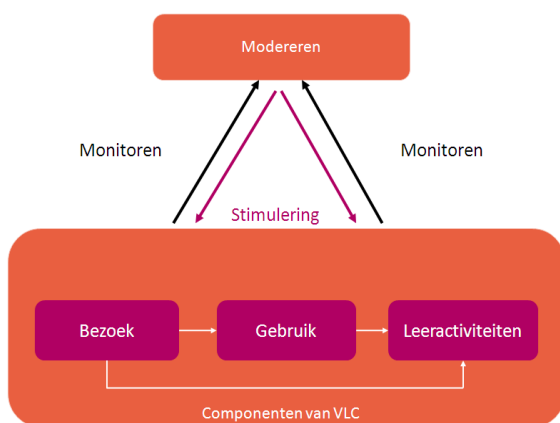 Modereren
Monitoren
Monitoren
Stimulering
Bezoek
Gebruik
Leeractiviteiten
Componenten van VLC